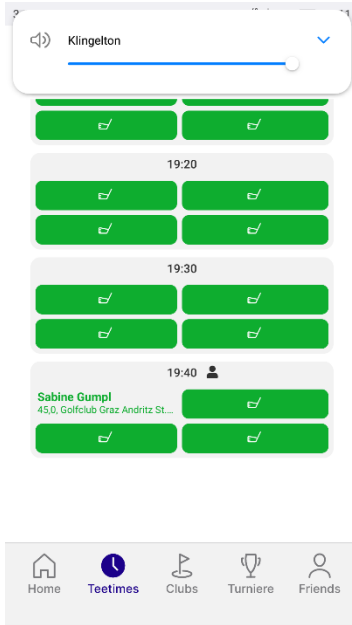 Klingelton
19:20
19:30
19:40
Sabine Gumpl
45,0, Golfclub Graz Andritz St....
Home Teetimes Clubs Turniere Friends